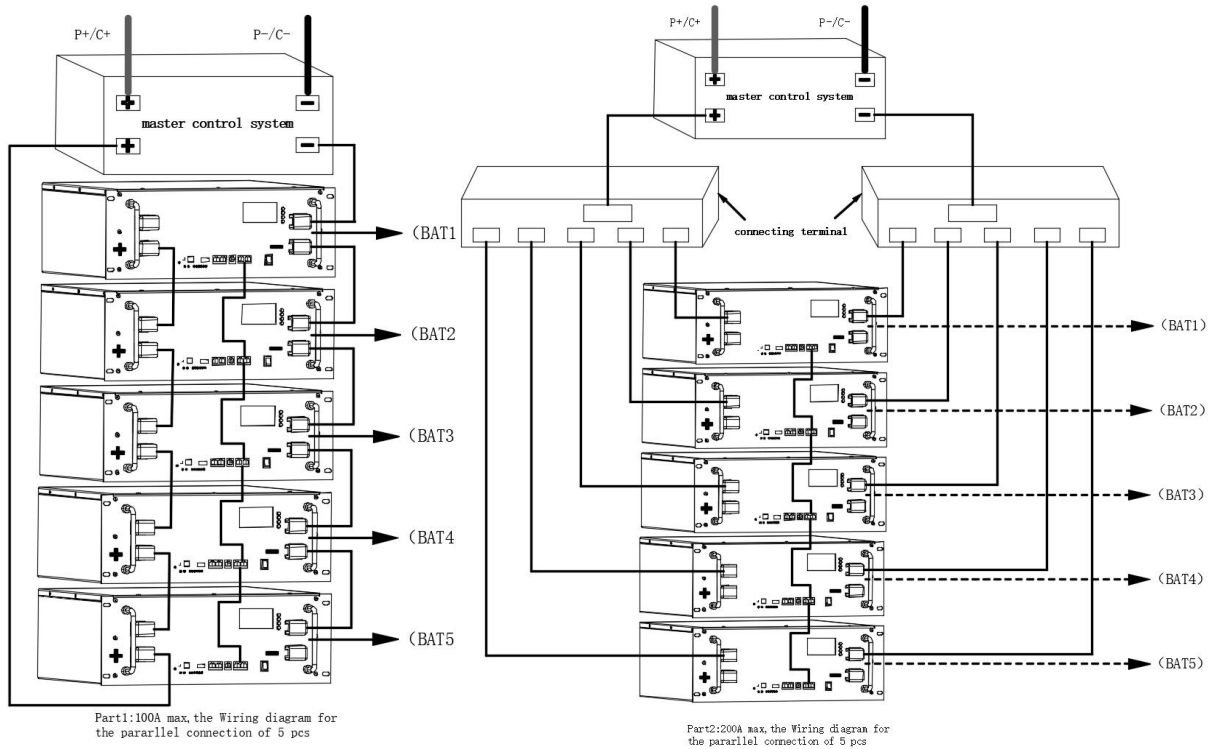 P+/C+
P-/C-
master control system
(BAT1
(BAT2
(BAT3
(BAT4
(BAT5
Part1:100A max,the Wiring diagram for
the pararllel connection of 5 pcs
P+/C+
P-/C-
master control system
connecting terminal
(BAT1)
(BAT2)
(BAT3)
(BAT4)
(BAT5)
Part2:200A max,the Wiring diagram for
the pararllel connection of 5 pcs